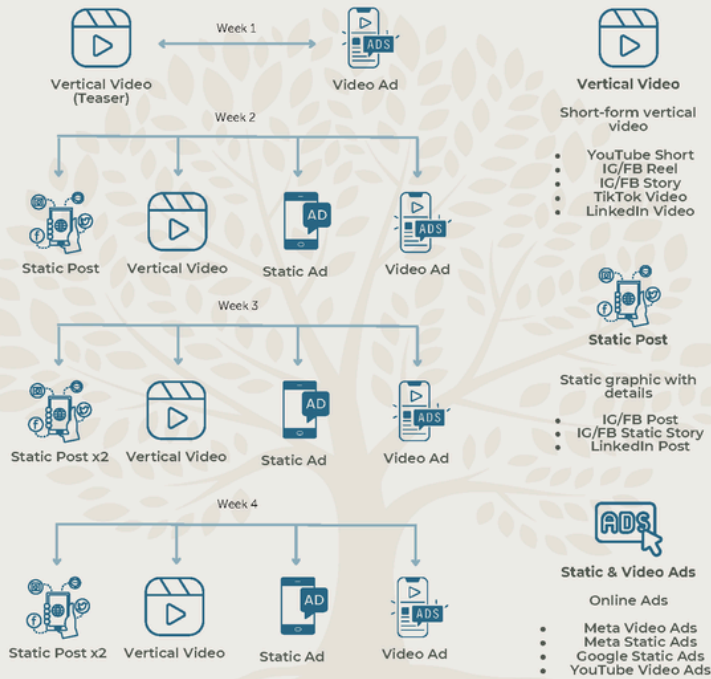 Week 1
ADS
Vertical Video
(Teaser)
Video Ad
Week 2
AD
ADS
Static Post
Vertical Video
Static Ad
Video Ad
Week 3
AD
ADS
Static Post x2
Vertical Video
Static Ad
Video Ad
Week 4
AD
ADS
Static Post x2
Vertical Video
Static Ad
Video Ad
Vertical Video
Short-form vertical
video
• YouTube Short
• IG/FB Reel
• IG/FB Story
• TikTok Video
• LinkedIn Video
Static Post
Static graphic with
details
• IG/FB Post
• IG/FB Static Story
• LinkedIn Post
ADS
Static & Video Ads
Online Ads
• Meta Video Ads
• Meta Static Ads
• Google Static Ads
• YouTube Video Ads